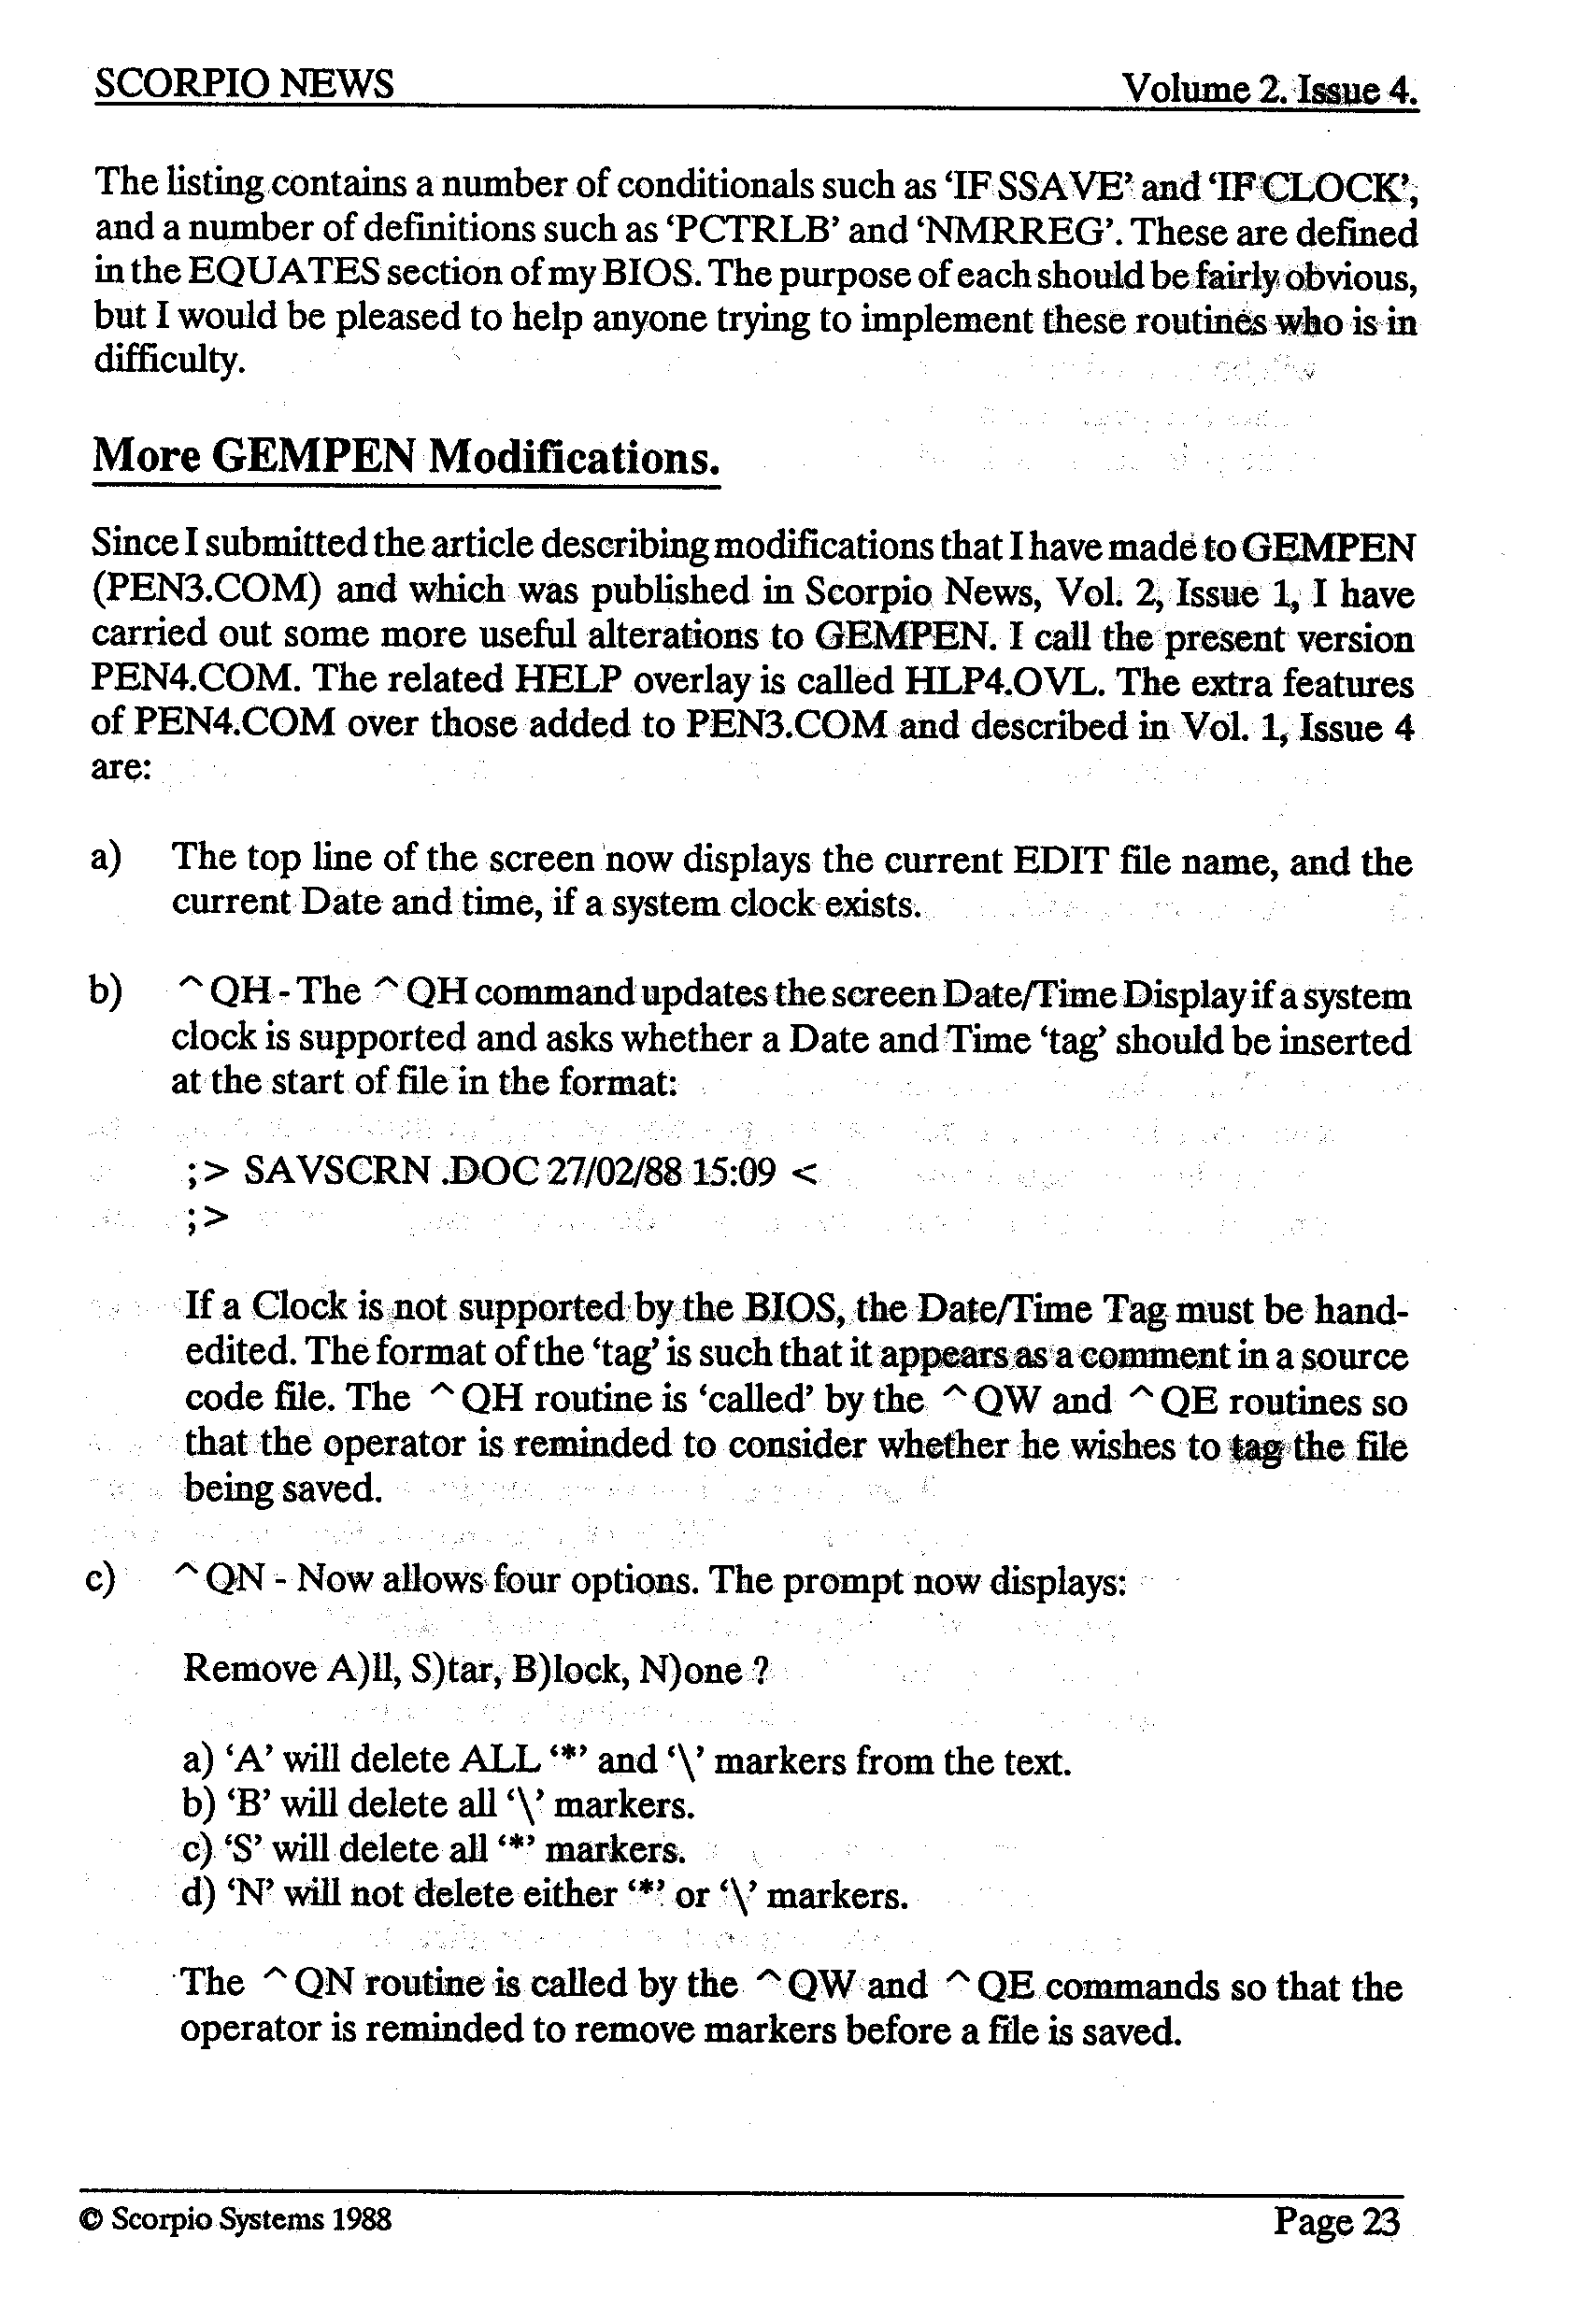 SCORPIO NEWS Volume 2. Issue 4.
The listing contains a number of conditionals such as ‘IF SSAVE’ and ‘IF CLOCK’,
and a number of definitions such as ‘PCTRLB’ and ‘NMRREG’. These are defined
in the EQUATES section of my BIOS. The purpose of each should be fairly obvious,
but I would be pleased to help anyone trying to implement these routines who is in
difficulty.
More GEMPEN Modifications.
Since I submitted the article describing modifications that I have made to GEMPEN
(PEN3.COM) and which was published in Scorpio News, Vol. 2, Issue 1, I have
carried out some more useful alterations to GEMPEN. I call the present version
PEN4.COM. The related HELP overlay is called HLP4.OVL. The extra features
of PEN4.COM over those added to PEN3.COM and described in Vol. 1, Issue 4
are:
a) The top line of the screen now displays the current EDIT file name, and the
current Date and time, if a system clock exists.
b) ^QH - The ^QH command updates the screen Date/Time Display if a system
clock is supported and asks whether a Date and Time ‘tag’ should be inserted
at the start of file in the format:
;> SAVSCRN .DOC 27/02/88 15:09 <
;>
If a Clock is not supported by the BIOS, the Date/Time Tag must be hand-
edited. The format of the ‘tag’ is such that it appears as a comment in a source
code file. The ^QH routine is ‘called’ by the ^QW and ^QE routines so
that the operator is reminded to consider whether he wishes to tag the file
being saved.
c) ^QN - Now allows four options. The prompt now displays:
Remove A)ll, S)tar, B)lock, N)one ?
a) ‘A’ will delete ALL ‘*’ and ‘\’ markers from the text.
b) ‘B’ will delete all ‘\’ markers.
c) ‘S’ will delete all ‘*’ markers.
d) ‘N’ will not delete either ‘*’ or ‘\’ markers.
The ^QN routine is called by the ^QW and ^QE commands so that the
operator is reminded to remove markers before a file is saved.
© Scorpio Systems 1988 Page 23